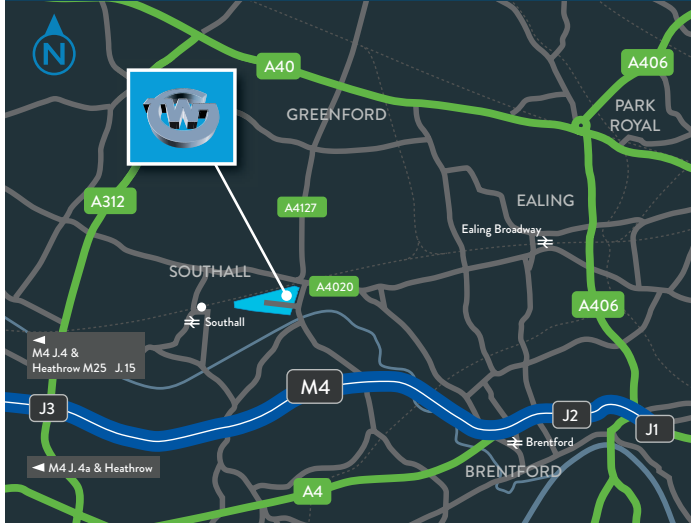 N
A40
A406
PARK
ROYAL
GREENFORD
A312
A4127
EALING
Ealing Broadway
SOUTHALL
A4020
A406
Southall
M4 J.4 &
Heathrow M25 J.15
M4
J3
J2
J1
Brentford
M4 J.4a & Heathrow
BRENTFORD
A4